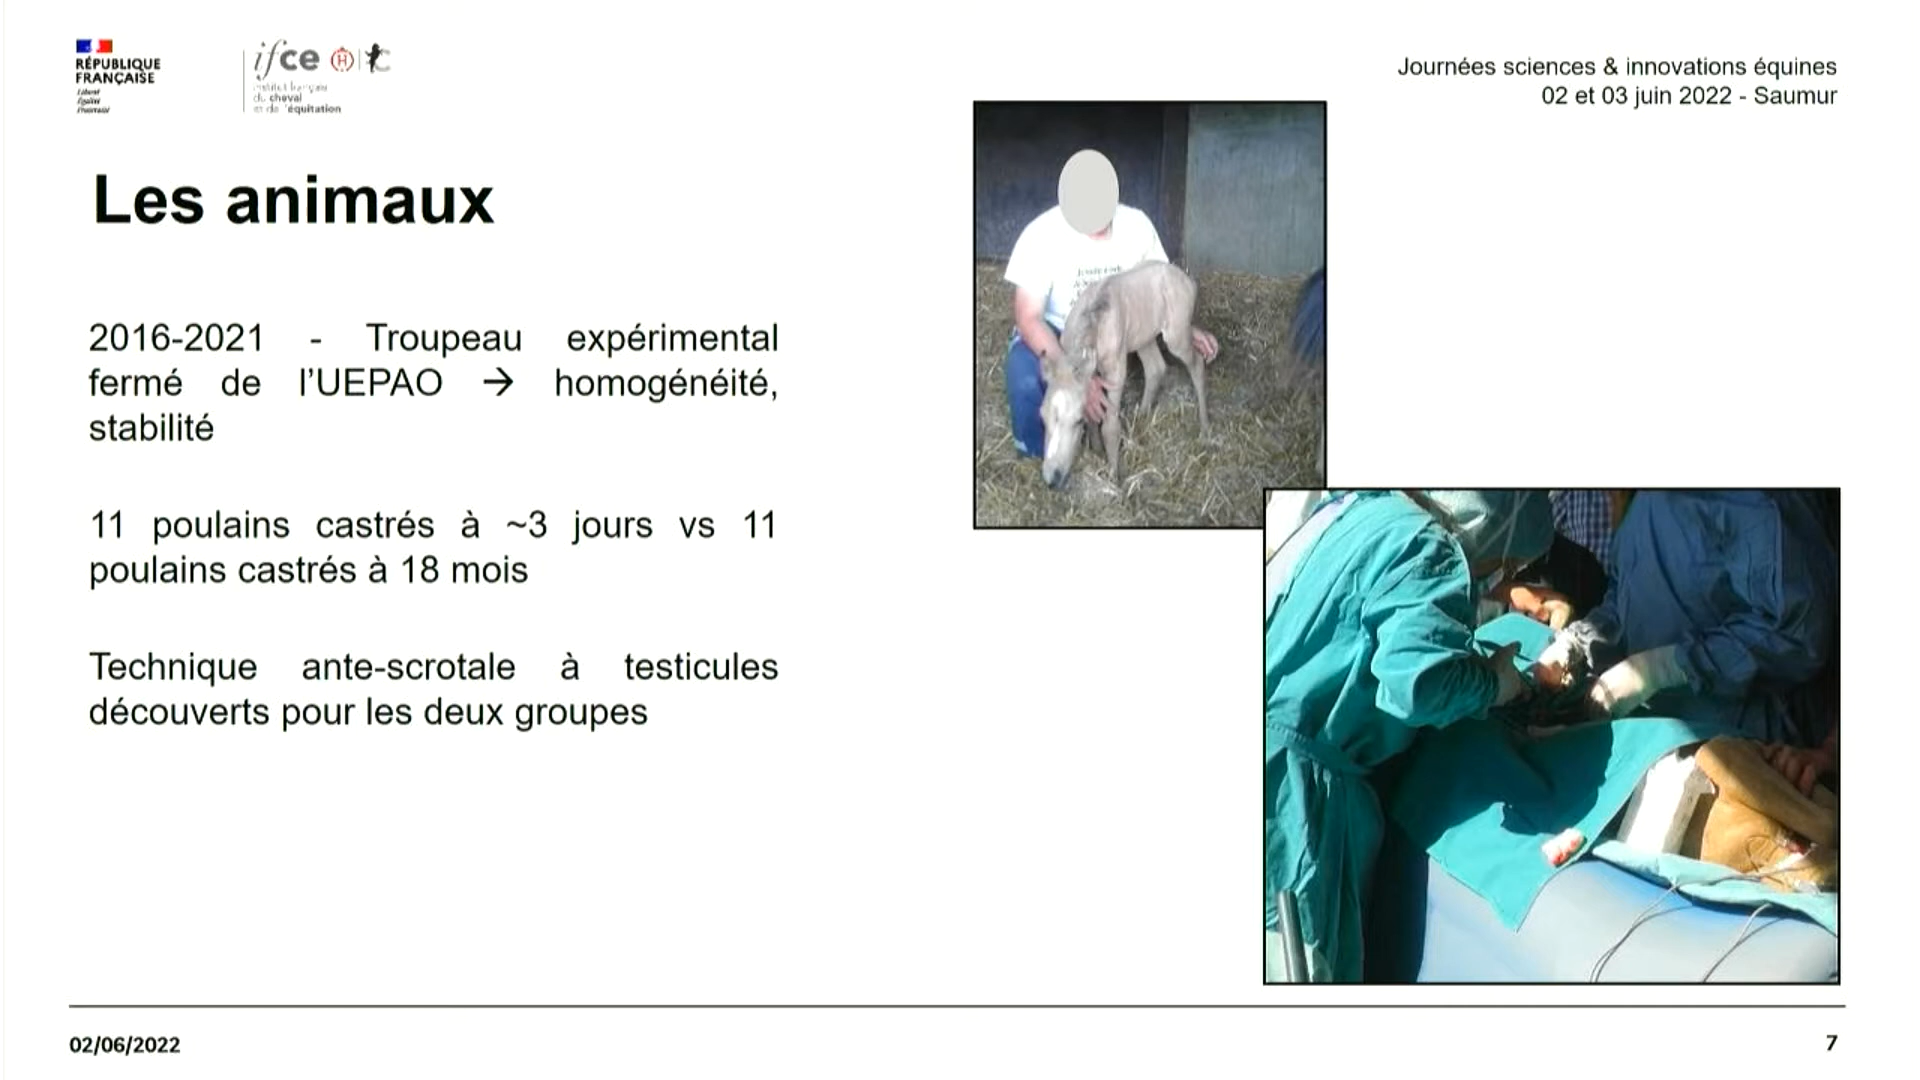 RÉPUBLIQUE
FRANÇAISE
Liberté
Égalité
Fraternité
ifce
institut français
du cheval
et de l'équitation
Journées sciences & innovations équines
02 et 03 juin 2022 - Saumur
Les animaux
2016-2021 - Troupeau expérimental
fermé de l’UEPAO → homogénéité,
stabilité
11 poulains castrés à ~3 jours vs 11
poulains castrés à 18 mois
Technique ante-scrotale à testicules
découverts pour les deux groupes
02/06/2022
7